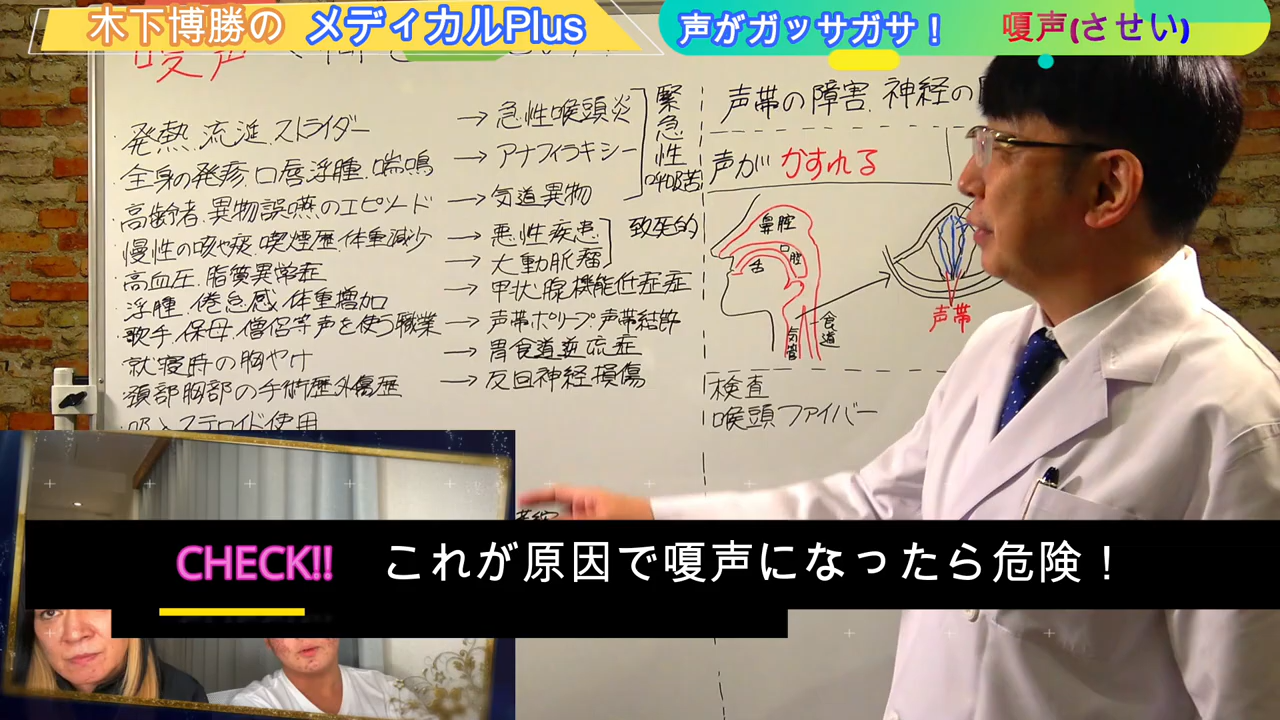 木下博勝の メディカルPlus
声がガッサガサ! 嗄声(させい)
発熱、流涎、ストライダー → 急性喉頭炎
全身の発疹、口唇浮腫、喘鳴 → アナフィラキシー
高齢者、異物誤嚥のエピソード → 気道異物
緊急性
慢性の咳や痰、喫煙歴、体重減少 → 悪性疾患
高血圧、脂質異常症 → 大動脈瘤
致死的
浮腫、倦怠感、体重増加 → 甲状腺機能低下症
歌手、保母、僧侶等声を使う職業 → 声帯ポリープ、声帯結節
就寝時の胸やけ → 胃食道逆流症
頚部胸部の手術歴外傷歴 → 反回神経損傷
吸入ステロイド使用
声帯の障害、神経の
声が かすれる
鼻腔
口腔
舌
気管
食道
声帯
検査
喉頭ファイバー
CHECK!! これが原因で嗄声になったら危険!